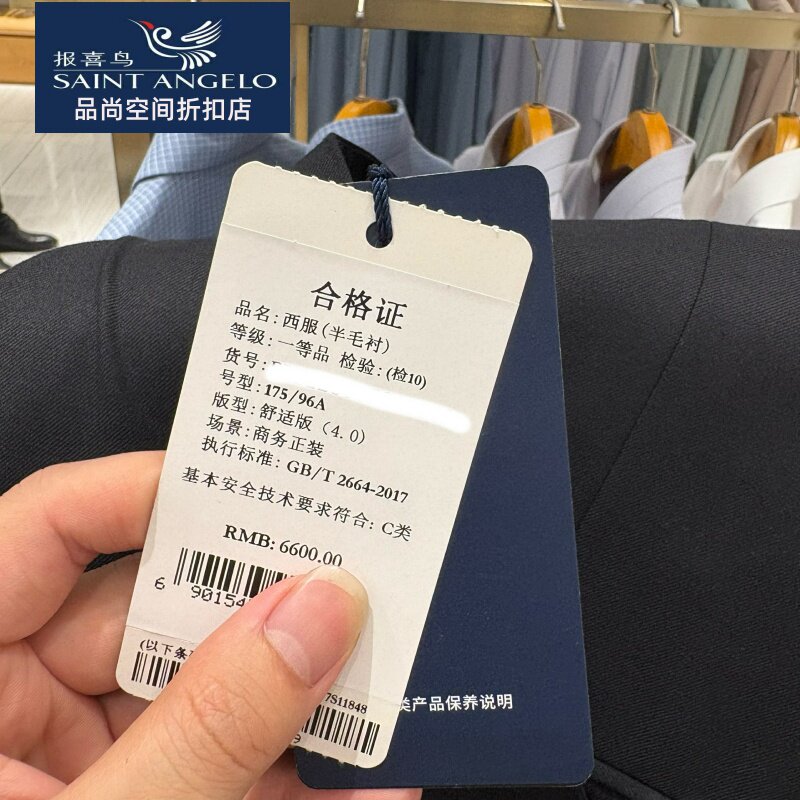 报喜鸟
SAINT ANGELO
品尚空间折扣店
合格证
品名:西服(半毛衬)
等级:一等品 检验:(检10)
货号:
号型:175/96A
版型:舒适版(4.0)
场景:商务正装
执行标准: GB/T 2664-2017
基本安全技术要求符合: C类
RMB: 6600.00
6 90154
(以下条
7S11848
9
类产品保养说明